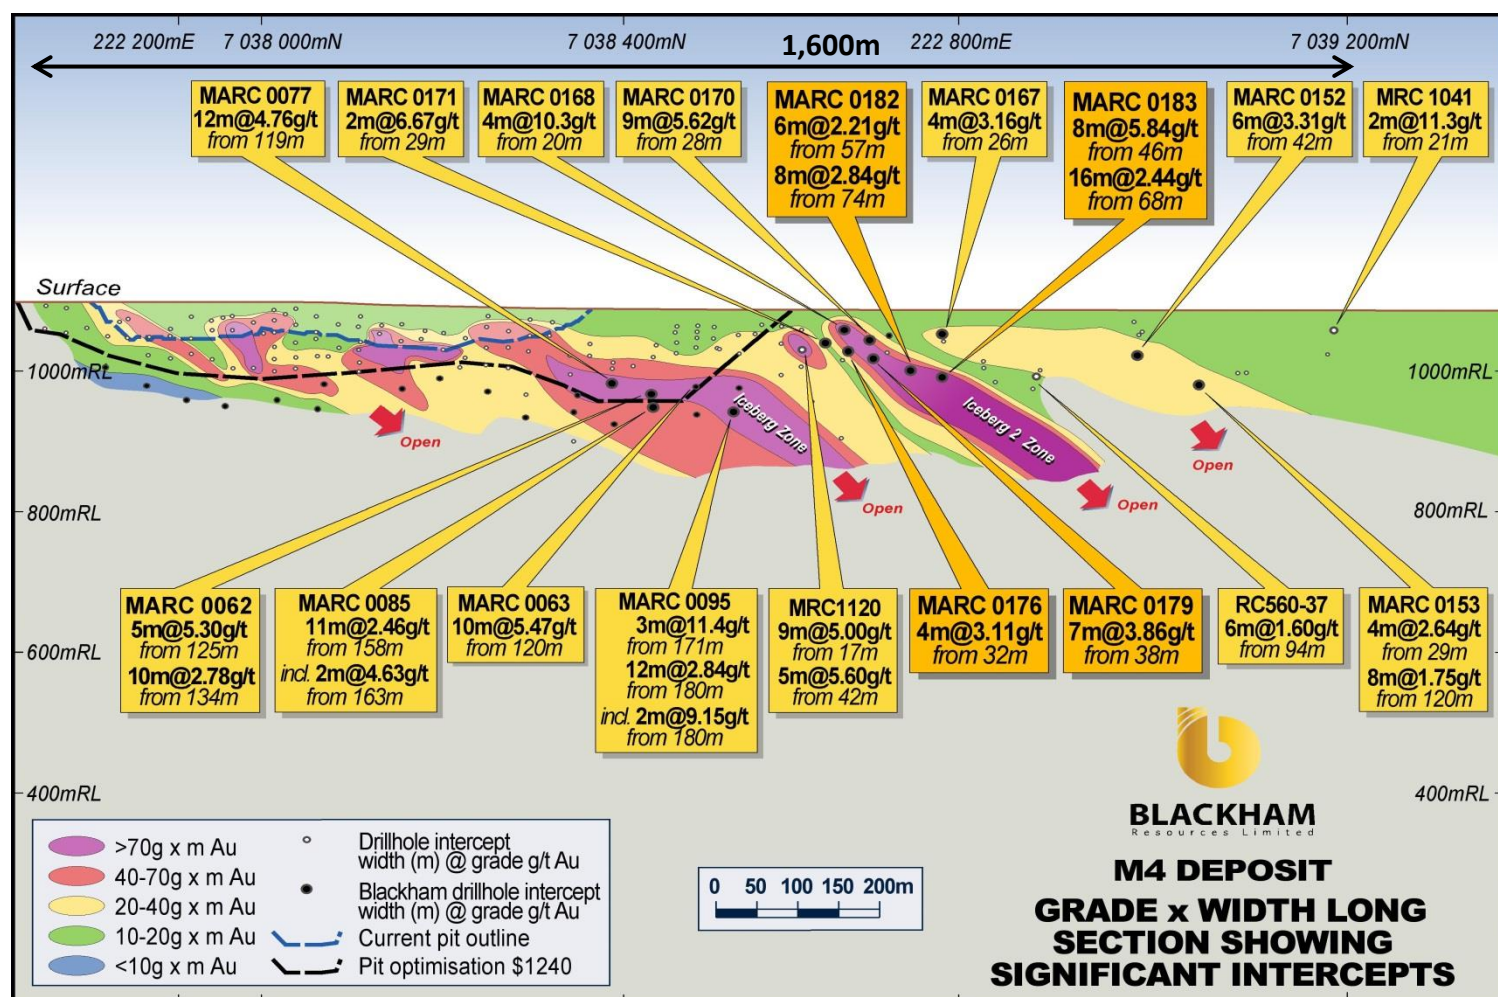 222 200mE
7 038 000mN
7 038 400mN
1,600m
222 800mE
7 039 200mN
MARC 0077
12m@4.76g/t
from 119m
MARC 0171
2m@6.67g/t
from 29m
MARC 0168
4m@10.3g/t
from 20m
MARC 0170
9m@5.62g/t
from 28m
MARC 0182
6m@2.21g/t
from 57m
8m@2.84g/t
from 74m
MARC 0167
4m@3.16g/t
from 26m
MARC 0183
8m@5.84g/t
from 46m
16m@2.44g/t
from 68m
MARC 0152
6m@3.31g/t
from 42m
MRC 1041
2m@11.3g/t
from 21m
Surface
1000mRL
1000mRL
Iceberg Zone
Iceberg 2 Zone
Open
Open
Open
Open
800mRL
800mRL
MARC 0062
5m@5.30g/t
from 125m
10m@2.78g/t
from 134m
MARC 0085
11m@2.46g/t
from 158m
incl. 2m@4.63g/t
from 163m
MARC 0063
10m@5.47g/t
from 120m
MARC 0095
3m@11.4g/t
from 171m
12m@2.84g/t
from 180m
incl. 2m@9.15g/t
from 180m
MRC1120
9m@5.00g/t
from 17m
5m@5.60g/t
from 42m
MARC 0176
4m@3.11g/t
from 32m
MARC 0179
7m@3.86g/t
from 38m
RC560-37
6m@1.60g/t
from 94m
MARC 0153
4m@2.64g/t
from 29m
8m@1.75g/t
from 120m
600mRL
600mRL
400mRL
400mRL
>70g x m Au
40-70g x m Au
20-40g x m Au
10-20g x m Au
<10g x m Au
Drillhole intercept
width (m) @ grade g/t Au
Blackham drillhole intercept
width (m) @ grade g/t Au
Current pit outline
Pit optimisation $1240
0 50 100 150 200m
BLACKHAM
Resources Limited
M4 DEPOSIT
GRADE x WIDTH LONG
SECTION SHOWING
SIGNIFICANT INTERCEPTS